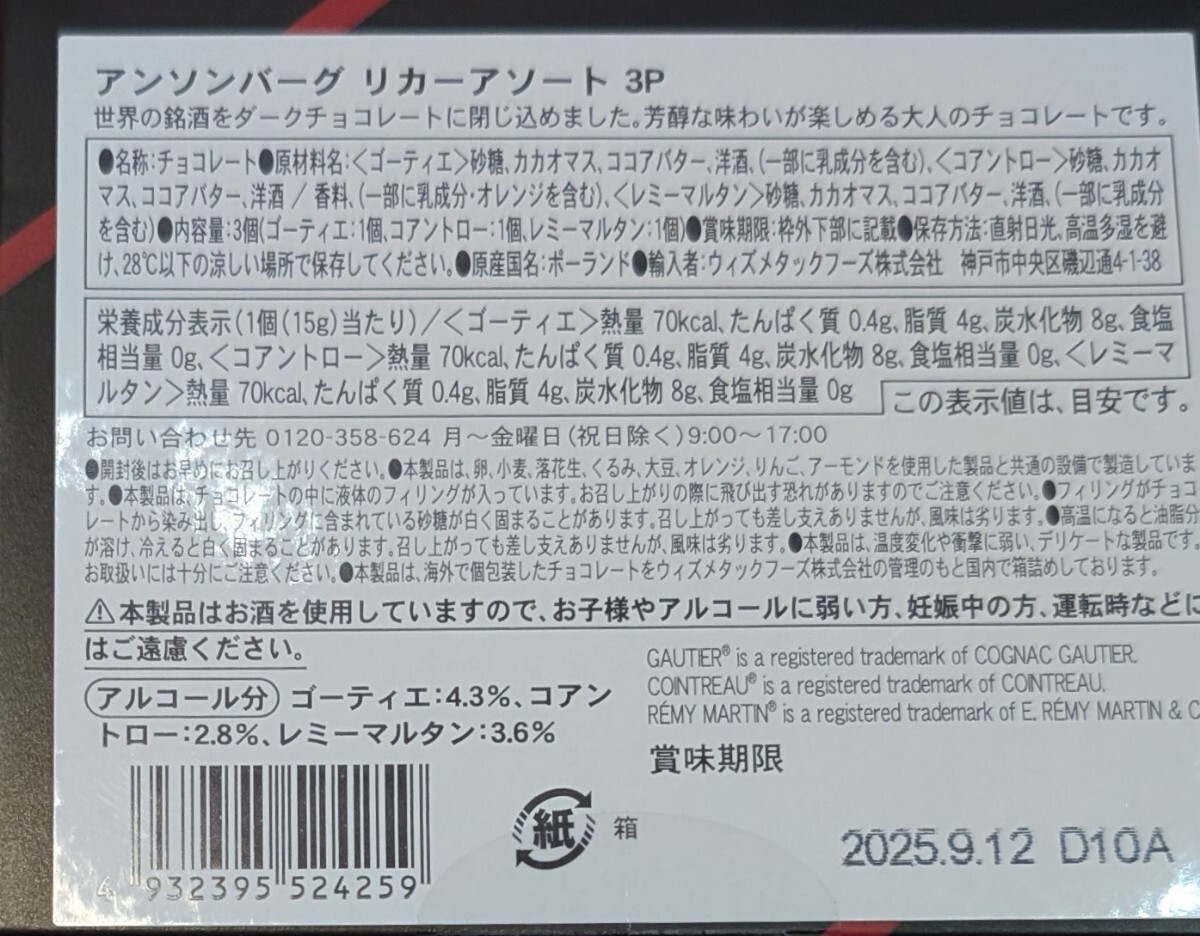 アンソンバーグ リカーアソート 3P
世界の銘酒をダークチョコレートに閉じ込めました。芳醇な味わいが楽しめる大人のチョコレートです。
●名称：チョコレート●原材料名：＜ゴーティエ＞砂糖、カカオマス、ココアバター、洋酒、（一部に乳成分を含む）、＜コアントロー＞砂糖、カカオ
マス、ココアバター、洋酒 / 香料、（一部に乳成分・オレンジを含む）、＜レミーマルタン＞砂糖、カカオマス、ココアバター、洋酒、（一部に乳成分
を含む）●内容量：3個（ゴーティエ：1個、コアントロー：1個、レミーマルタン：1個）●賞味期限：枠外下部に記載●保存方法：直射日光、高温多湿を避
け、28℃以下の涼しい場所で保存してください。●原産国名：ポーランド●輸入者：ウィズメタックフーズ株式会社　神戸市中央区磯辺通4-1-38
栄養成分表示（1個（15g）当たり）／＜ゴーティエ＞熱量 70kcal、たんぱく質 0.4g、脂質 4g、炭水化物 8g、食塩
相当量 0g、＜コアントロー＞熱量 70kcal、たんぱく質 0.4g、脂質 4g、炭水化物 8g、食塩相当量 0g、＜レミーマ
ルタン＞熱量 70kcal、たんぱく質 0.4g、脂質 4g、炭水化物 8g、食塩相当量 0g
この表示値は、目安です。
お問い合わせ先 0120-358-624 月～金曜日（祝日除く）9:00～17:00
●開封後はお早めにお召し上がりください。●本製品は、卵、小麦、落花生、くるみ、大豆、オレンジ、りんご、アーモンドを使用した製品と共通の設備で製造していま
す。●本製品は、チョコレートの中に液体のフィリングが入っています。お召し上がりの際に飛び出す恐れがありますのでご注意ください。●フィリングがチョコ
レートから染み出し、フィリングに含まれている砂糖が白く固まることがあります。召し上がっても差し支えありませんが、風味は劣ります。●高温になると油脂分
が溶け、冷えると白く固まることがあります。召し上がっても差し支えありませんが、風味は劣ります。●本製品は、温度変化や衝撃に弱い、デリケートな製品です。
お取扱いには十分にご注意ください。●本製品は、海外で個包装したチョコレートをウィズメタックフーズ株式会社の管理のもと国内で箱詰めしております。
⚠本製品はお酒を使用していますので、お子様やアルコールに弱い方、妊娠中の方、運転時などに
はご遠慮ください。
アルコール分 ゴーティエ：4.3%、コアン
トロー：2.8%、レミーマルタン：3.6%
GAUTIER® is a registered trademark of COGNAC GAUTIER.
COINTREAU® is a registered trademark of COINTREAU.
RÉMY MARTIN® is a registered trademark of E. RÉMY MARTIN & C
賞味期限
紙 箱
2025.9.12 D10A
4 932395 524259